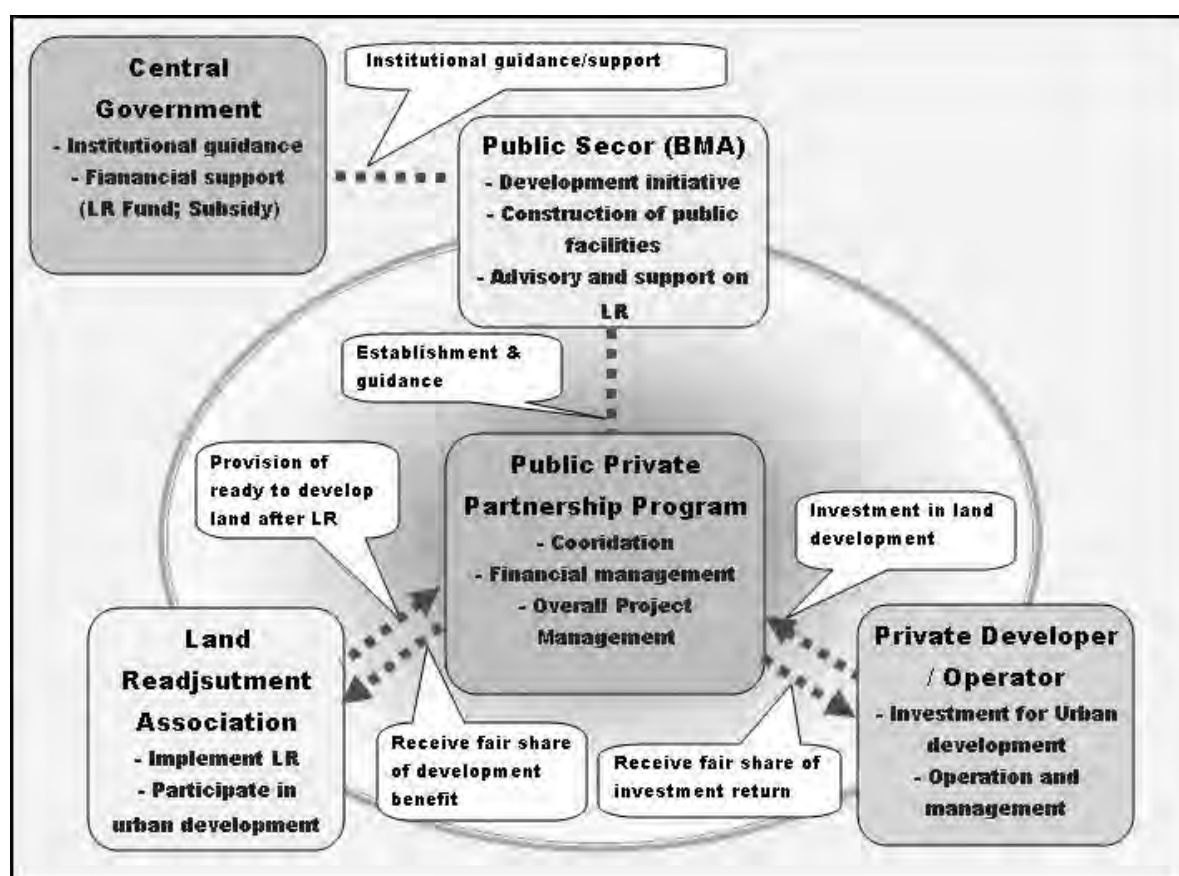 Central
Government
- Institutional guidance
- Fianancial support
(LR Fund; Subsidy)
Institutional guidance/support
Public Secor (BMA)
- Development initiative
- Construction of public
facilities
- Advisory and support on
LR
Establishment &
guidance
Provision of
ready to develop
land after LR
Public Private
Partnership Program
- Cooridation
- Financial management
- Overall Project
Management
Investment in land
development
Land
Readjsutment
Association
- Implement LR
- Participate in
urban development
Receive fair share
of development
benefit
Receive fair share of
investment return
Private Developer
/ Operator
- Investment for Urban
development
- Operation and
management